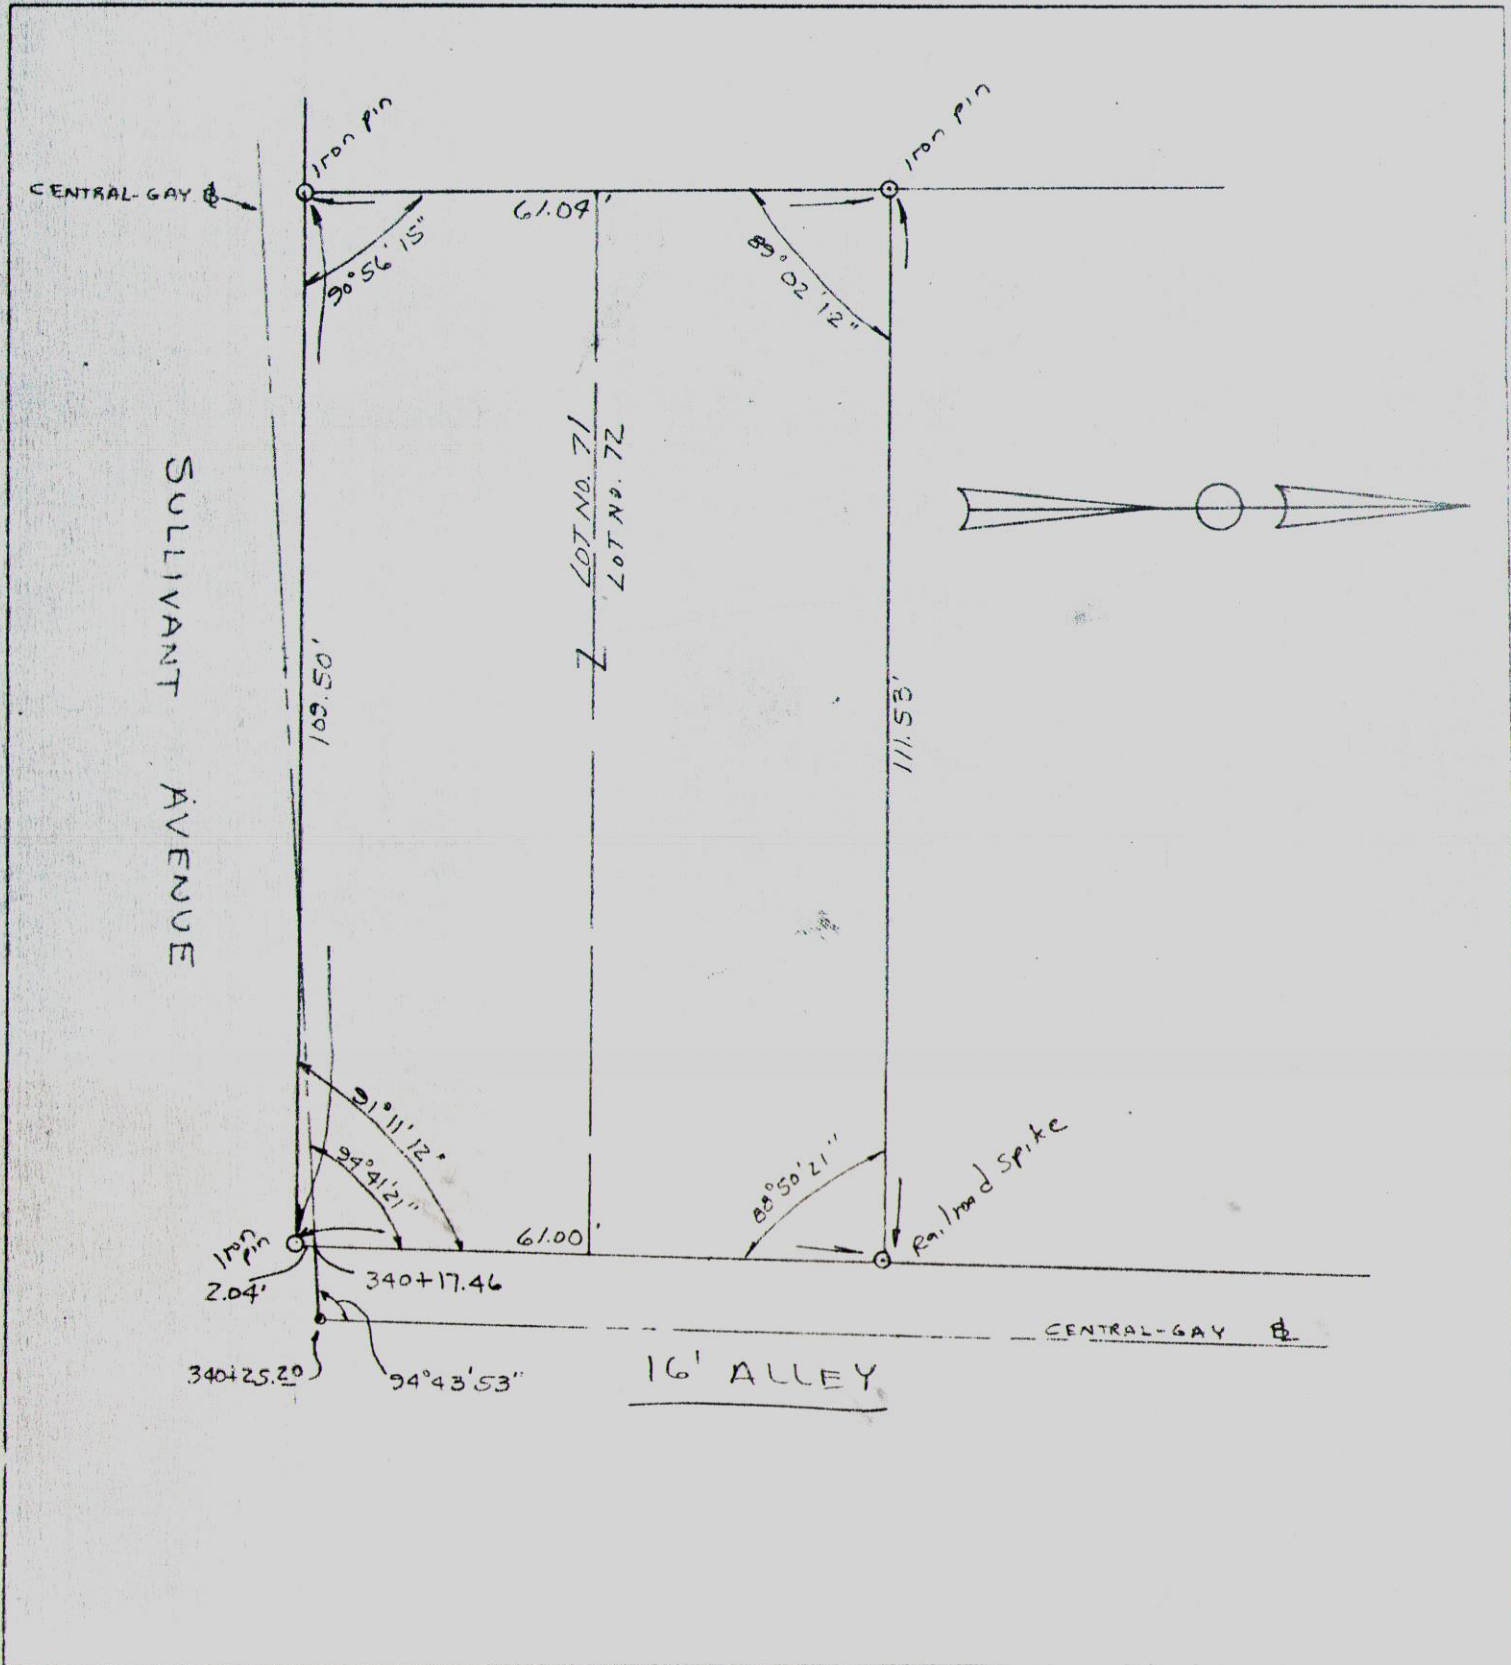 Iron pin
Iron pin
CENTRAL-GAY ℄
61.04'
90°56'15"
89°02'12"
LOT NO. 71
LOT NO. 72
SULLIVANT AVENUE
109.50'
111.58'
91°11'12"
94°41'21"
88°50'21"
Railroad spike
Iron pin
61.00'
2.04'
340+17.46
CENTRAL-GAY ℄
340+25.20
94°43'53"
16' ALLEY